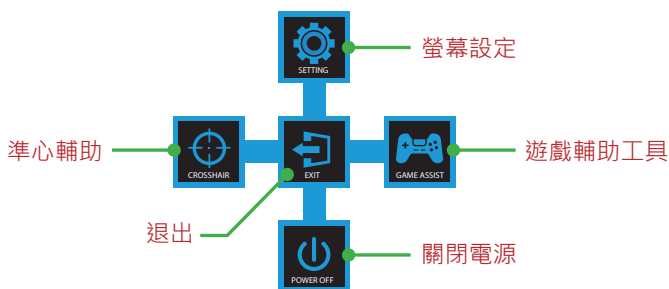 螢幕設定
SETTING
準心輔助
CROSSHAIR
EXIT
GAME ASSIST
遊戲輔助工具
退出
關閉電源
POWER OFF